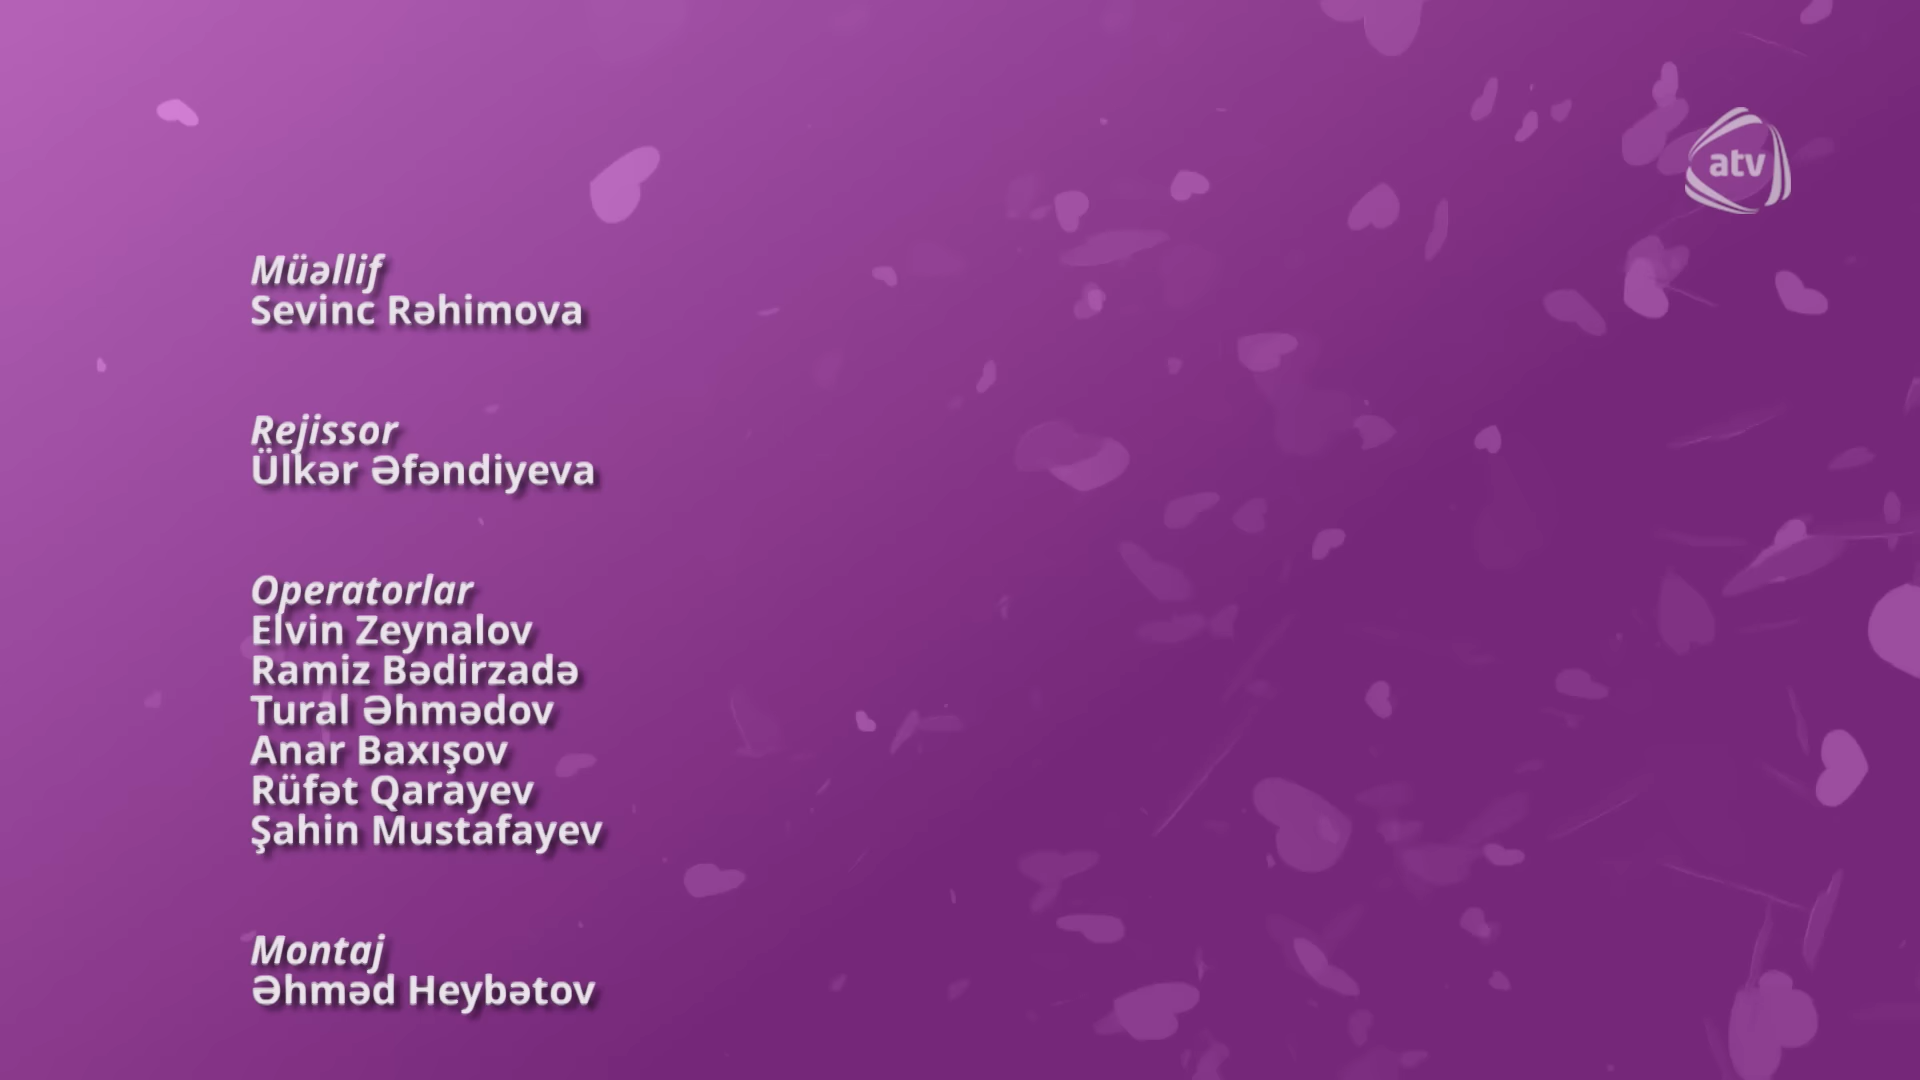 atv
Müəllif
Sevinc Rəhimova
Rejissor
Ülkər Əfəndiyeva
Operatorlar
Elvin Zeynalov
Ramiz Bədirzadə
Tural Əhmədov
Anar Baxışov
Rüfət Qarayev
Şahin Mustafayev
Montaj
Əhməd Heybətov